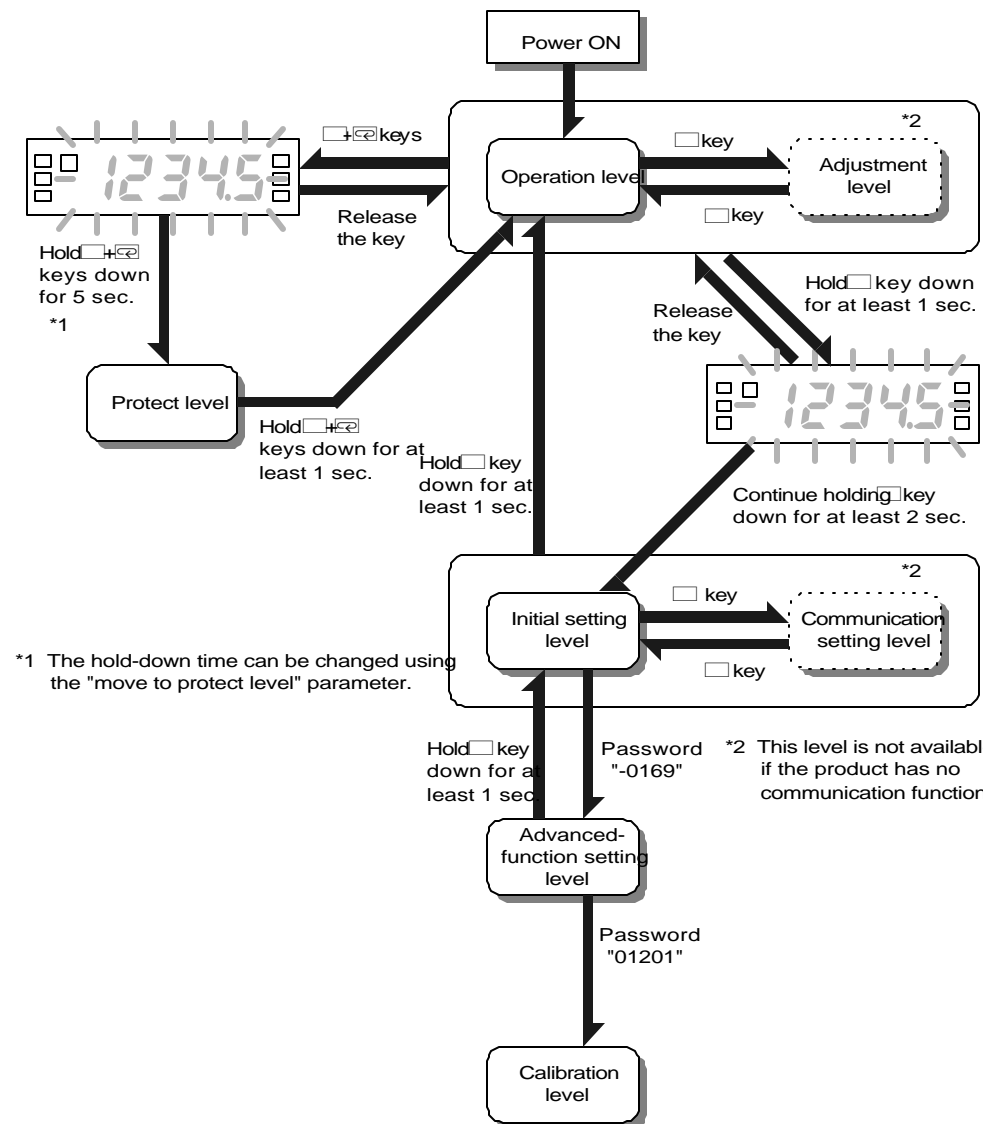 Power ON
*2
+ keys
key
Operation level
Adjustment
level
key
12345
Release
the key
Hold + 
keys down
for 5 sec.
*1
Hold key down
for at least 1 sec.
Release
the key
Protect level
1234.5
Hold + 
keys down for at
least 1 sec.
Hold key
down for at
least 1 sec.
Continue holding key
down for at least 2 sec.
*2
key
Initial setting
level
Communication
setting level
key
*1 The hold-down time can be changed using
the "move to protect level" parameter.
Hold key
down for at
least 1 sec.
Password
"-0169"
*2 This level is not availabl
if the product has no
communication function
Advanced-
function setting
level
Password
"01201"
Calibration
level